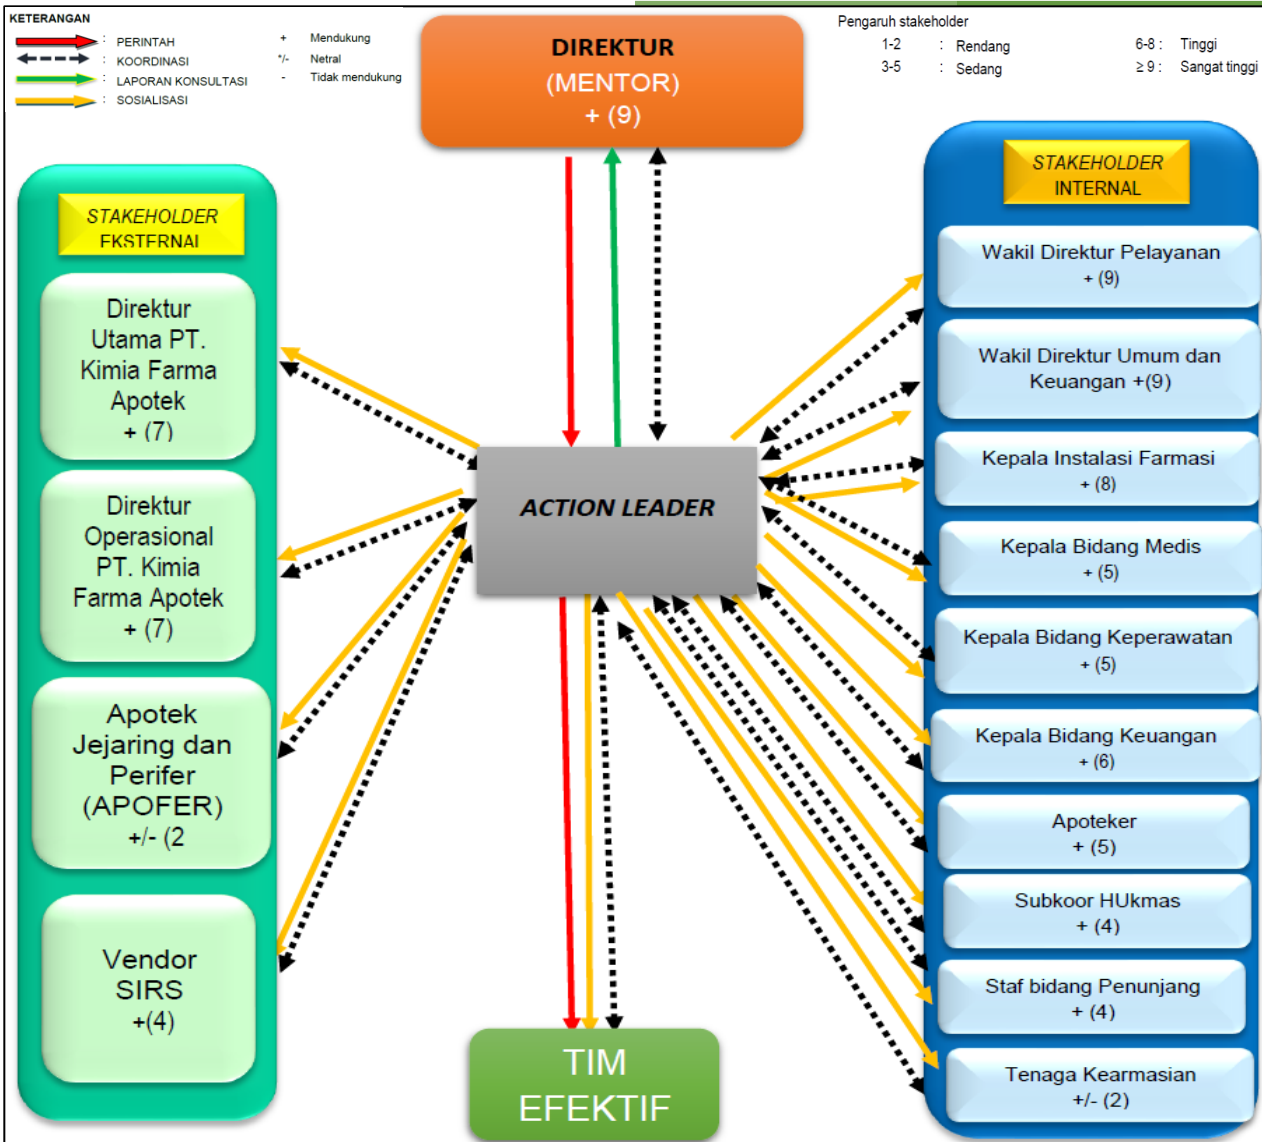 KETERANGAN
: PERINTAH
: KOORDINASI
: LAPORAN KONSULTASI
: SOSIALISASI
+ Mendukung
*/- Netral
- Tidak mendukung
DIREKTUR
(MENTOR)
+ (9)
Pengaruh stakeholder
1-2 : Rendang 6-8 : Tinggi
3-5 : Sedang ≥ 9 : Sangat tinggi
STAKEHOLDER
EKSTERNAL
Direktur
Utama PT.
Kimia Farma
Apotek
+ (7)
Direktur
Operasional
PT. Kimia
Farma Apotek
+ (7)
Apotek
Jejaring dan
Perifer
(APOFER)
+/- (2
Vendor
SIRS
+(4)
ACTION LEADER
TIM
EFEKTIF
STAKEHOLDER
INTERNAL
Wakil Direktur Pelayanan
+ (9)
Wakil Direktur Umum dan
Keuangan +(9)
Kepala Instalasi Farmasi
+ (8)
Kepala Bidang Medis
+ (5)
Kepala Bidang Keperawatan
+ (5)
Kepala Bidang Keuangan
+ (6)
Apoteker
+ (5)
Subkoor HUkmas
+ (4)
Staf bidang Penunjang
+ (4)
Tenaga Kearmasian
+/- (2)